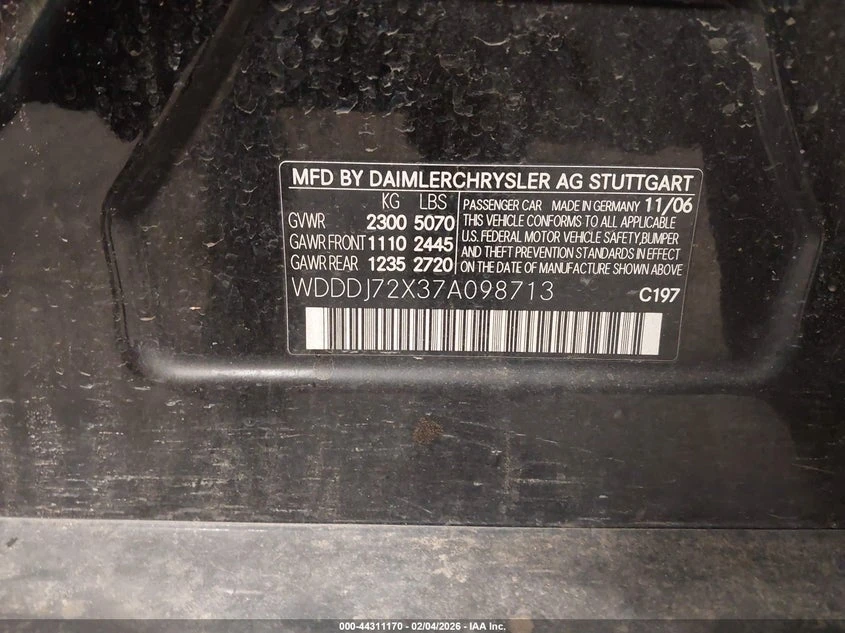 MFD BY DAIMLERCHRYSLER AG STUTTGART
KG LBS
GVWR 2300 5070
GAWR FRONT 1110 2445
GAWR REAR 1235 2720
PASSENGER CAR MADE IN GERMANY 11/06
THIS VEHICLE CONFORMS TO ALL APPLICABLE
U.S. FEDERAL MOTOR VEHICLE SAFETY, BUMPER
AND THEFT PREVENTION STANDARDS IN EFFECT
ON THE DATE OF MANUFACTURE SHOWN ABOVE
WDDDJ72X37A098713 C197
000-44311170 - 02/04/2026 - IAA Inc.